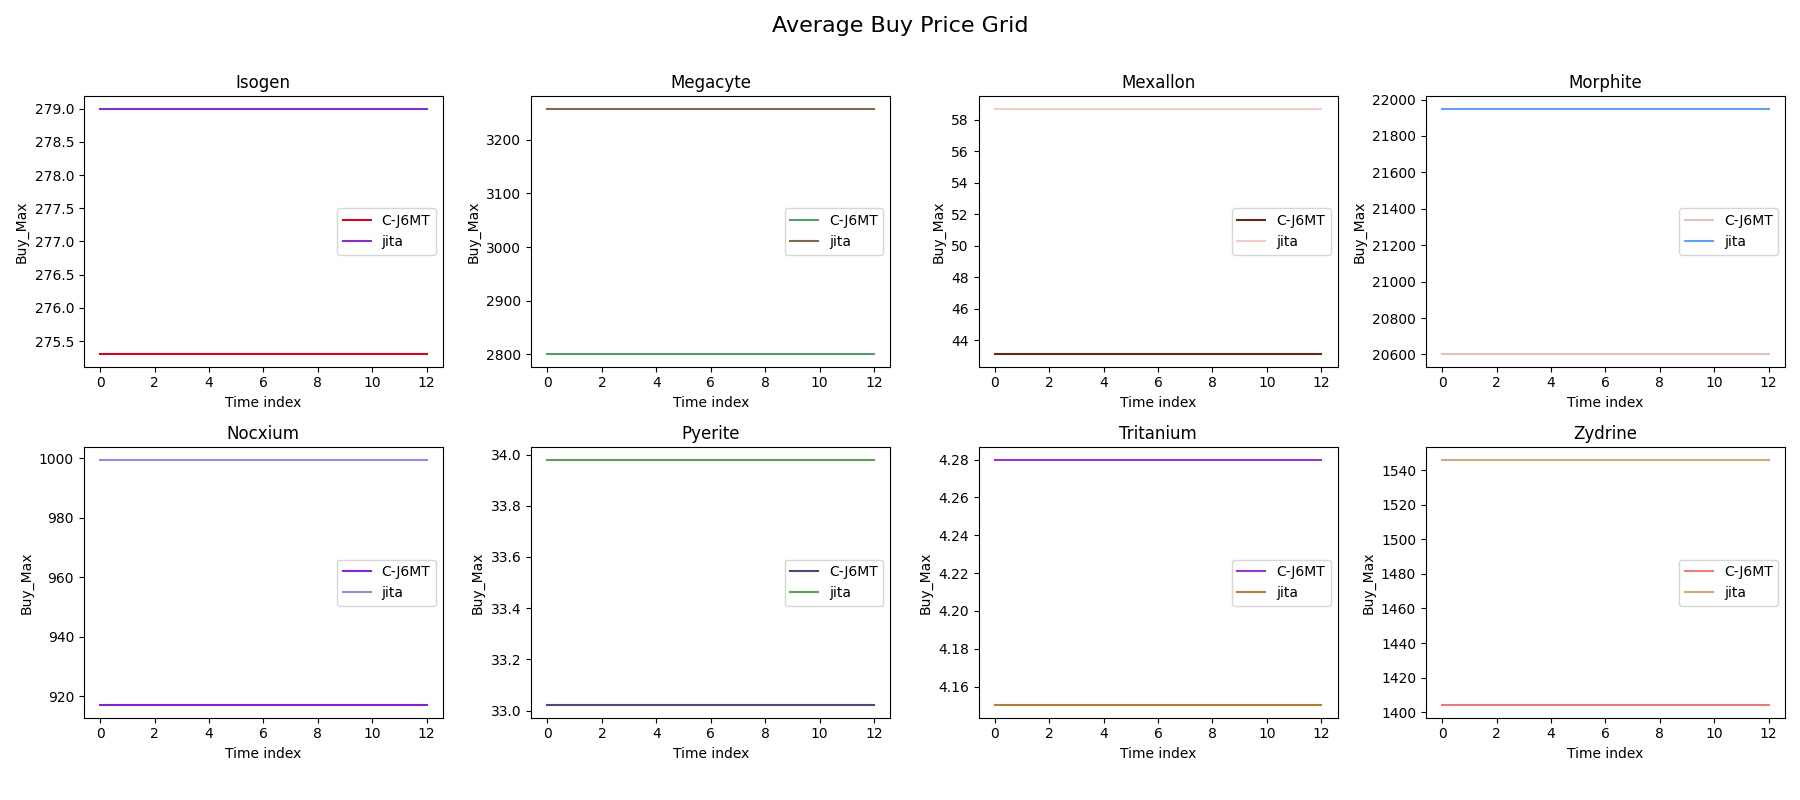 Average Buy Price Grid
Isogen
279.0
278.5
278.0
277.5
277.0
276.5
276.0
275.5
Buy_Max
C-J6MT
jita
0 2 4 6 8 10 12
Time index
Megacyte
3200
3100
3000
2900
2800
Buy_Max
C-J6MT
jita
0 2 4 6 8 10 12
Time index
Mexallon
58
56
54
52
50
48
46
44
Buy_Max
C-J6MT
jita
0 2 4 6 8 10 12
Time index
Morphite
22000
21800
21600
21400
21200
21000
20800
20600
Buy_Max
C-J6MT
jita
0 2 4 6 8 10 12
Time index
Nocxium
1000
980
960
940
920
Buy_Max
C-J6MT
jita
0 2 4 6 8 10 12
Time index
Pyerite
34.0
33.8
33.6
33.4
33.2
33.0
Buy_Max
C-J6MT
jita
0 2 4 6 8 10 12
Time index
Tritanium
4.28
4.26
4.24
4.22
4.20
4.18
4.16
Buy_Max
C-J6MT
jita
0 2 4 6 8 10 12
Time index
Zydrine
1540
1520
1500
1480
1460
1440
1420
1400
Buy_Max
C-J6MT
jita
0 2 4 6 8 10 12
Time index